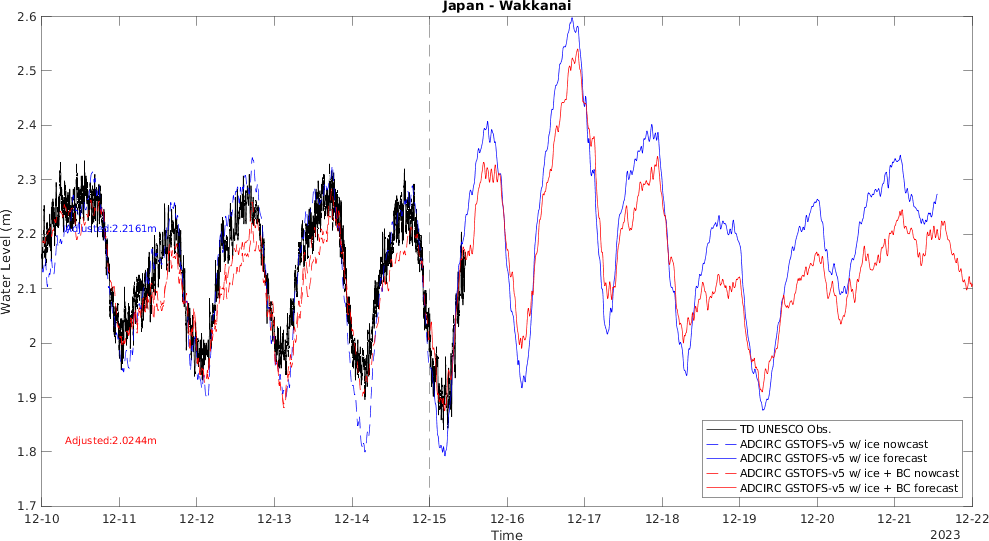 Japan - Wakkanai
2.6
2.5
2.4
2.3
2.2
2.1
2
1.9
1.8
1.7
Water Level (m)
Adjusted:2.2161m
Adjusted:2.0244m
TD UNESCO Obs.
ADCIRC GSTOFS-v5 w/ ice nowcast
ADCIRC GSTOFS-v5 w/ ice forecast
ADCIRC GSTOFS-v5 w/ ice + BC nowcast
ADCIRC GSTOFS-v5 w/ ice + BC forecast
12-10 12-11 12-12 12-13 12-14 12-15 12-16 12-17 12-18 12-19 12-20 12-21 12-22
Time
2023